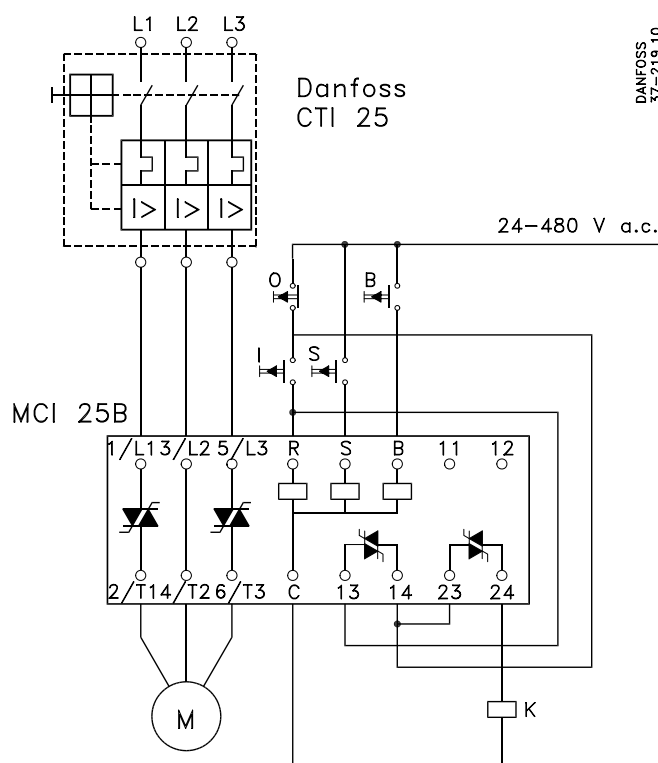 L1 L2 L3
DANFOSS
37-219.10
Danfoss
CTI 25
I> I> I>
24-480 V a.c.
O B
I S
MCI 25B
1/L1 3/L2 5/L3 R S B 11 12
2/T1 4/T2 6/T3 C 13 14 23 24
M K